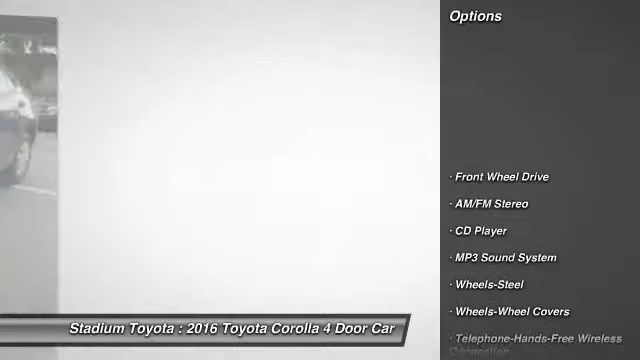 Options
· Front Wheel Drive
· AM/FM Stereo
· CD Player
· MP3 Sound System
· Wheels-Steel
· Wheels-Wheel Covers
· Telephone-Hands-Free Wireless
Stadium Toyota : 2016 Toyota Corolla 4 Door Car